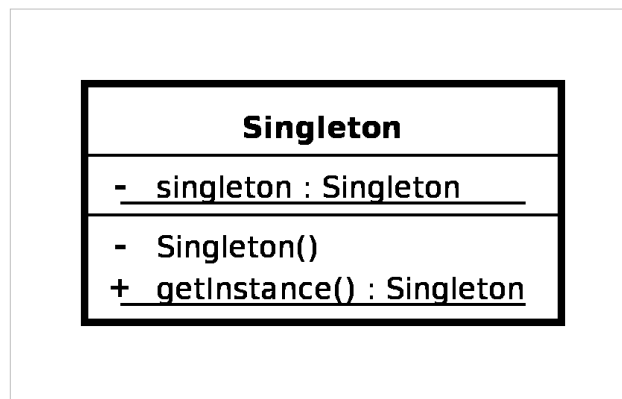 Singleton
- singleton : Singleton
- Singleton()
+ getInstance() : Singleton